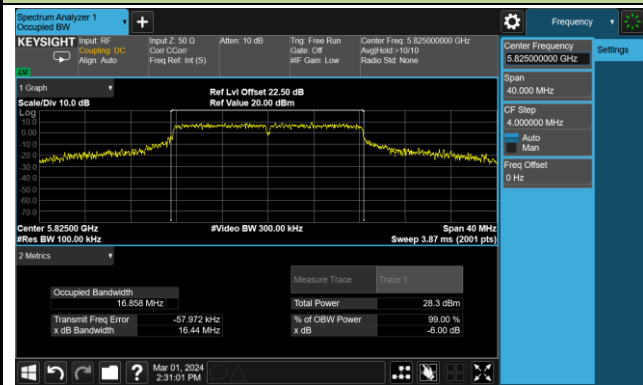 Spectrum Analyzer 1
Occupied BW
Frequency
KEYSIGHT
Input: RF
Coupling: DC
Align: Auto
Input Z: 50 Ω
Corr CCorr
Freq Ref: Int (S)
Atten: 10 dB
Trig: Free Run
Gate: Off
#IF Gain: Low
Center Freq: 5.825000000 GHz
Avg|Hold:>10/10
Radio Std: None
LXI
Center Frequency
5.825000000 GHz
Settings
Span
40.000 MHz
CF Step
4.000000 MHz
Auto
Man
Freq Offset
0 Hz
1 Graph
Scale/Div 10.0 dB
Ref Lvl Offset 22.50 dB
Ref Value 20.00 dBm
Log
10.0
0.00
-10.0
-20.0
-30.0
-40.0
-50.0
-60.0
-70.0
Center 5.82500 GHz
#Res BW 100.00 kHz
#Video BW 300.00 kHz
Span 40 MHz
Sweep 3.87 ms (2001 pts)
2 Metrics
Measure Trace
Trace 1
Occupied Bandwidth
16.858 MHz
Total Power
28.3 dBm
Transmit Freq Error
-57.972 kHz
% of OBW Power
99.00 %
x dB Bandwidth
16.44 MHz
x dB
-6.00 dB
?
Mar 01, 2024
2:31:01 PM